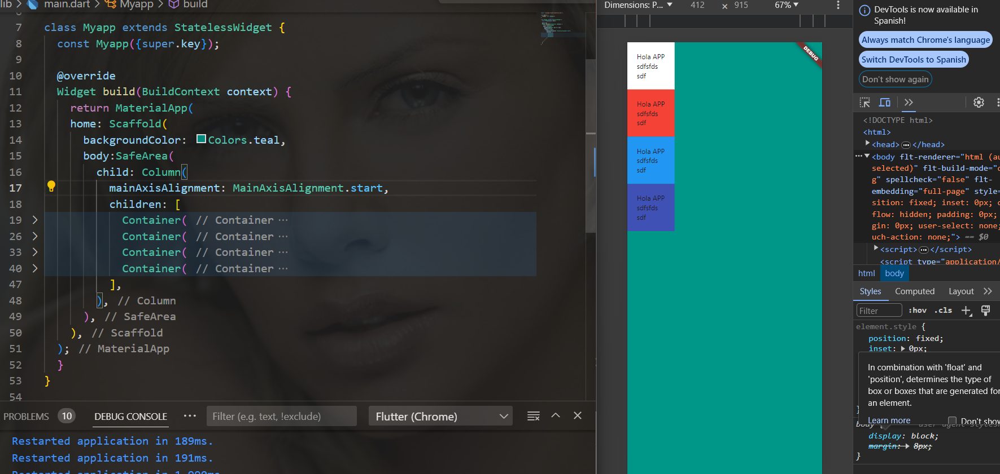 lib > main.dart > Myapp > build
7 class Myapp extends StatelessWidget {
8 const Myapp({super.key});
9
10 @override
11 Widget build(BuildContext context) {
12 return MaterialApp(
13 home: Scaffold(
14 backgroundColor: Colors.teal,
15 body:SafeArea(
16 child: Column(
17 mainAxisAlignment: MainAxisAlignment.start,
18 children: [
19 Container( // Container ...
26 Container( // Container ...
33 Container( // Container ...
40 Container( // Container ...
47 ],
48 ), // Column
49 ), // SafeArea
50 ), // Scaffold
51 ); // MaterialApp
52 }
53 }
54
PROBLEMS 10 DEBUG CONSOLE ... Filter (e.g. text, !exclude) Flutter (Chrome)
Restarted application in 189ms.
Restarted application in 191ms.
Dimensions: P... 412 × 915 67%
DEBUG
Hola APP
sdfsfds
sdf
Hola APP
sdfsfds
sdf
Hola APP
sdfsfds
sdf
Hola APP
sdfsfds
sdf
DevTools is now available in
Spanish!
Always match Chrome's language
Switch DevTools to Spanish
Don't show again
<!DOCTYPE html>
<html>
<head> ... </head>
... <body flt-renderer="html (au
selected)" flt-build-mode="d
g" spellcheck="false" flt-
embedding="full-page" style=
sition: fixed; inset: 0px; o
flow: hidden; padding: 0px;
gin: 0px; user-select: none;
uch-action: none;"> == $0
<script> ... </script>
<script type="application/
html body
Styles Computed Layout
Filter :hov .cls
element.style {
position: fixed;
inset: 0px;
In combination with 'float' and
'position', determines the type of
box or boxes that are generated for
an element.
}
Learn more Don't show
body {
display: block;
margin: 8px;
}